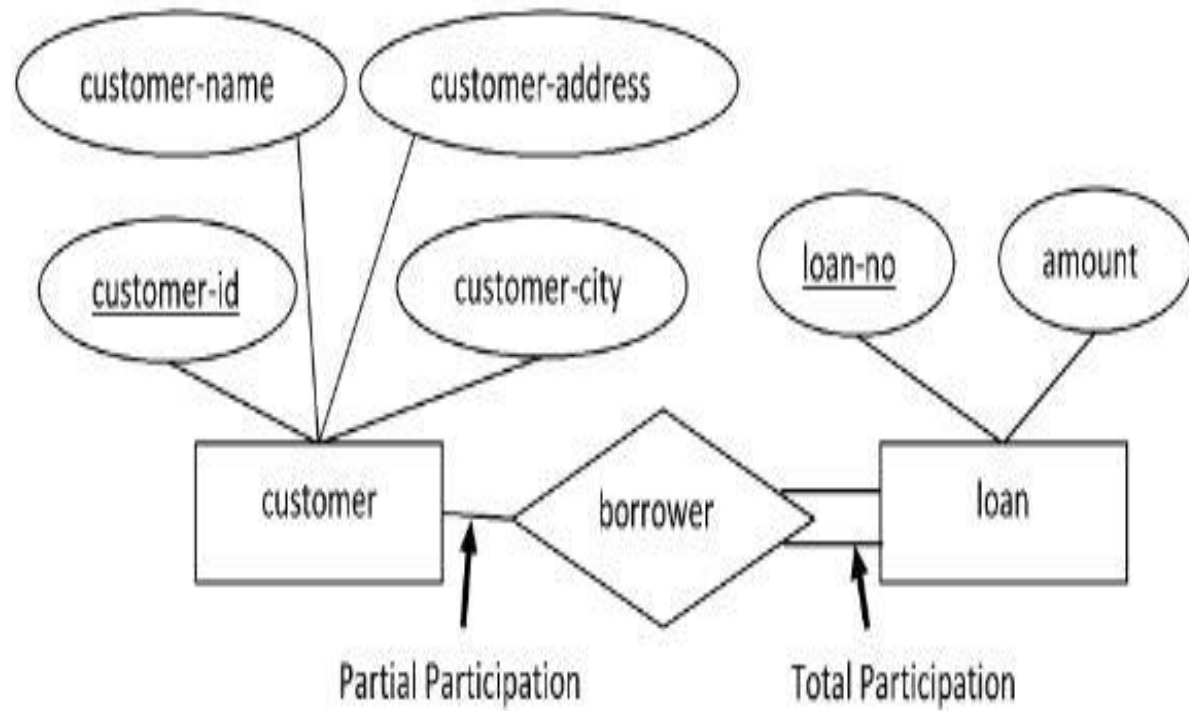 customer-name
customer-address
customer-id
customer-city
loan-no
amount
customer
borrower
loan
Partial Participation
Total Participation